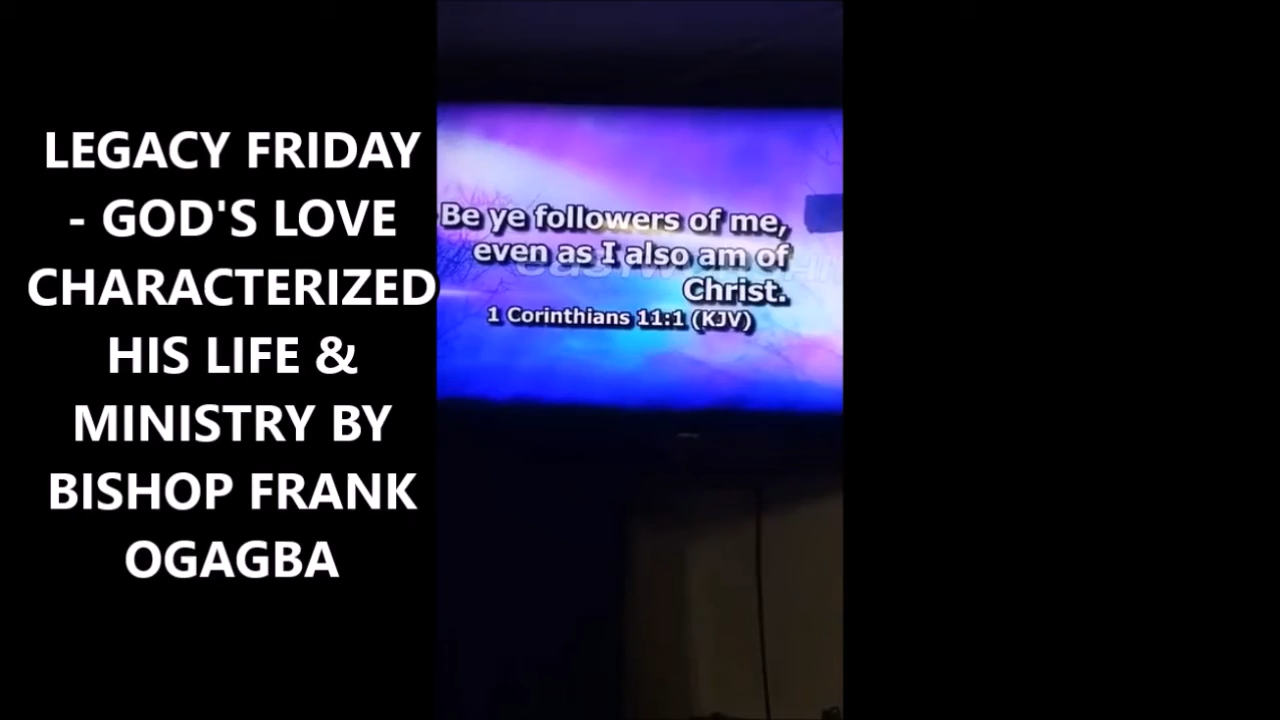 LEGACY FRIDAY
- GOD'S LOVE
CHARACTERIZED
HIS LIFE &
MINISTRY BY
BISHOP FRANK
OGAGBA
Be ye followers of me,
even as I also am of
Christ.
1 Corinthians 11:1 (KJV)